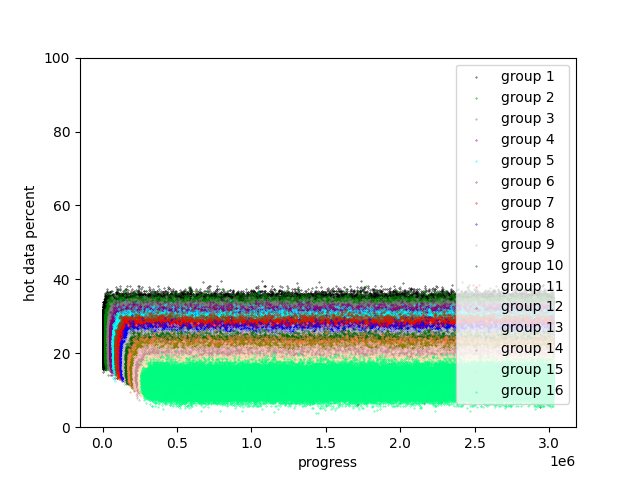 100
80
60
40
20
0
hot data percent
0.0 0.5 1.0 1.5 2.0 2.5 3.0
1e6
progress
group 1
group 2
group 3
group 4
group 5
group 6
group 7
group 8
group 9
group 10
group 11
group 12
group 13
group 14
group 15
group 16